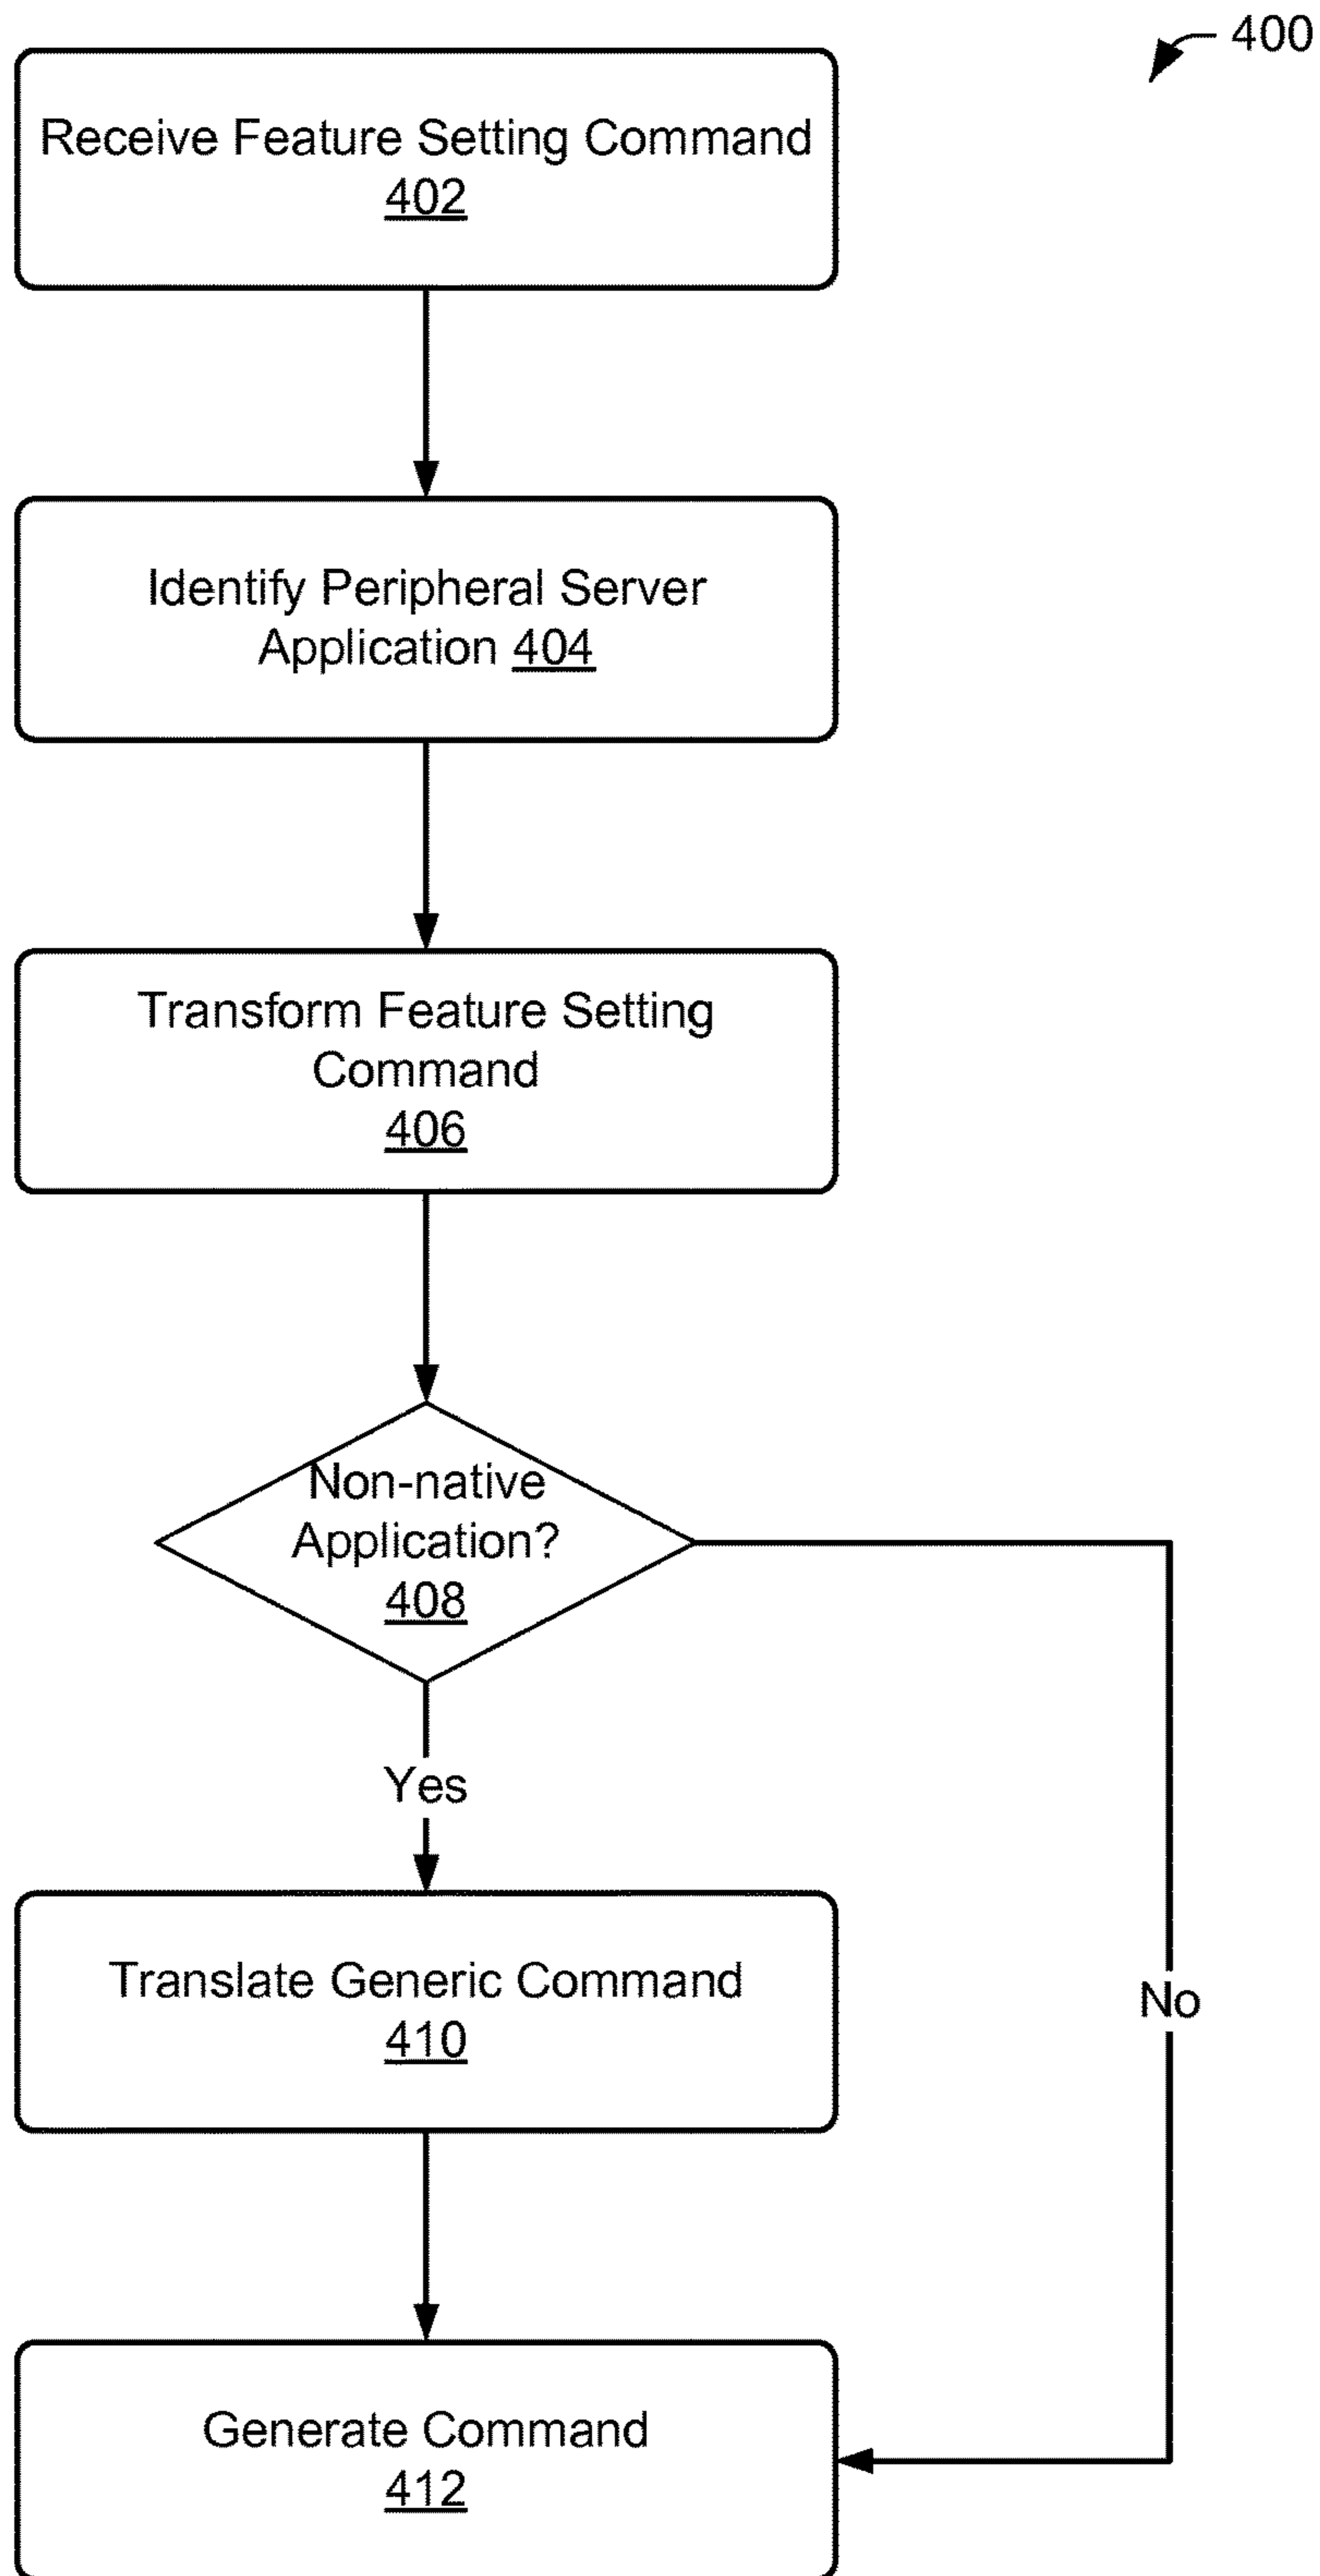 400
Receive Feature Setting Command
402
Identify Peripheral Server
Application 404
Transform Feature Setting
Command
406
Non-native
Application?
408
Yes
Translate Generic Command
410
No
Generate Command
412